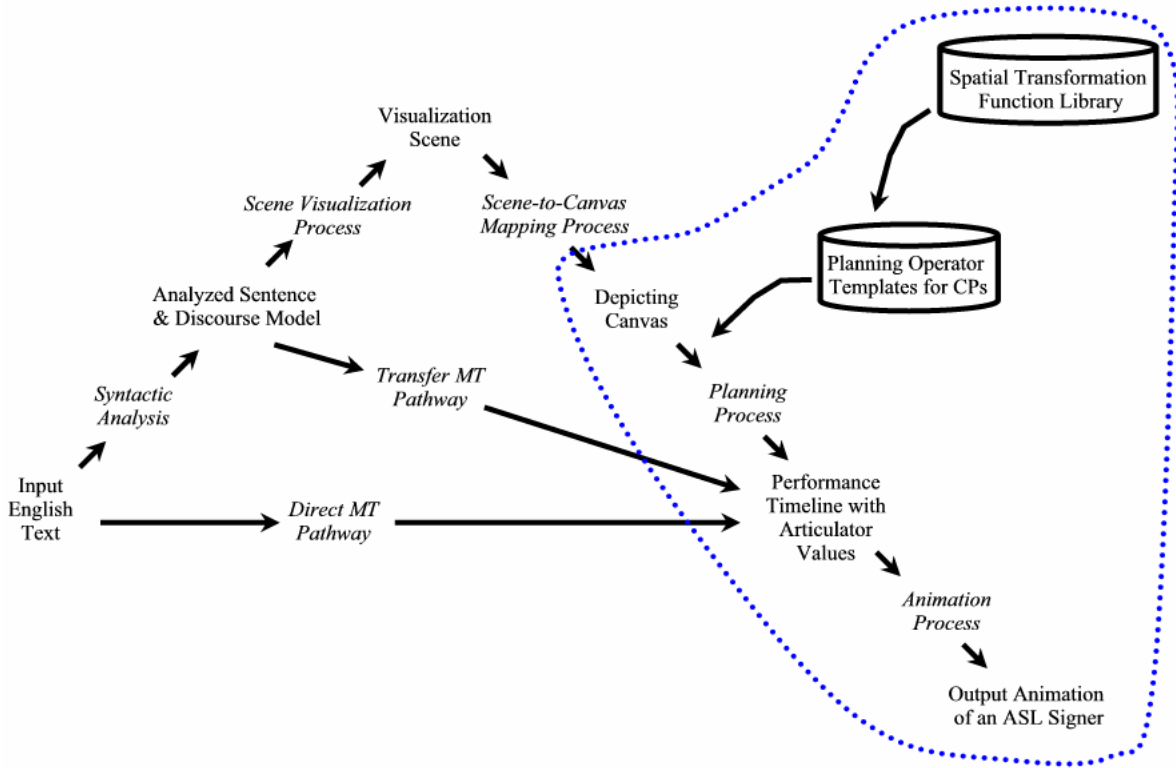 Spatial Transformation
Function Library
Visualization
Scene
Scene Visualization
Process
Scene-to-Canvas
Mapping Process
Planning Operator
Templates for CPs
Analyzed Sentence
& Discourse Model
Depicting
Canvas
Syntactic
Analysis
Transfer MT
Pathway
Planning
Process
Input
English
Text
Direct MT
Pathway
Performance
Timeline with
Articulator
Values
Animation
Process
Output Animation
of an ASL Signer